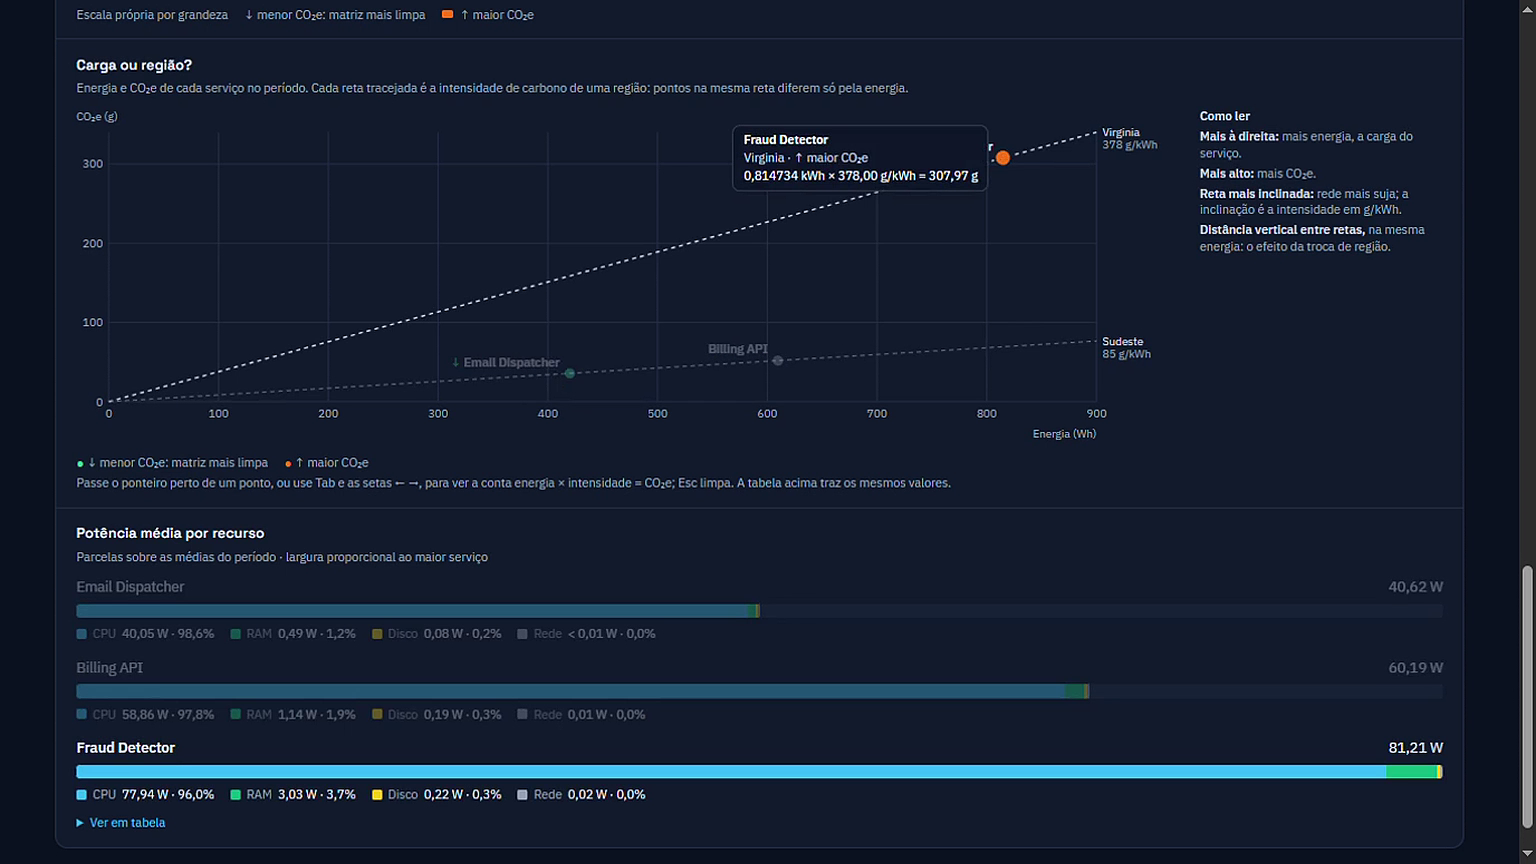 Escala própria por grandeza ↓ menor CO₂e: matriz mais limpa ↑ maior CO₂e
Carga ou região?
Energia e CO₂e de cada serviço no período. Cada reta tracejada é a intensidade de carbono de uma região: pontos na mesma reta diferem só pela energia.
CO₂e (g)
300
200
100
0
0 100 200 300 400 500 600 700 800 900
Energia (Wh)
Fraud Detector
Virginia · ↑ maior CO₂e
0,814734 kWh × 378,00 g/kWh = 307,97 g
r
Virginia
378 g/kWh
↓ Email Dispatcher
Billing API
Sudeste
85 g/kWh
Como ler
Mais à direita: mais energia, a carga do
serviço.
Mais alto: mais CO₂e.
Reta mais inclinada: rede mais suja; a
inclinação é a intensidade em g/kWh.
Distância vertical entre retas, na mesma
energia: o efeito da troca de região.
↓ menor CO₂e: matriz mais limpa ↑ maior CO₂e
Passe o ponteiro perto de um ponto, ou use Tab e as setas ← →, para ver a conta energia × intensidade = CO₂e; Esc limpa. A tabela acima traz os mesmos valores.
Potência média por recurso
Parcelas sobre as médias do período · largura proporcional ao maior serviço
Email Dispatcher 40,62 W
CPU 40,05 W · 98,6% RAM 0,49 W · 1,2% Disco 0,08 W · 0,2% Rede < 0,01 W · 0,0%
Billing API 60,19 W
CPU 58,86 W · 97,8% RAM 1,14 W · 1,9% Disco 0,19 W · 0,3% Rede 0,01 W · 0,0%
Fraud Detector 81,21 W
CPU 77,94 W · 96,0% RAM 3,03 W · 3,7% Disco 0,22 W · 0,3% Rede 0,02 W · 0,0%
▶ Ver em tabela